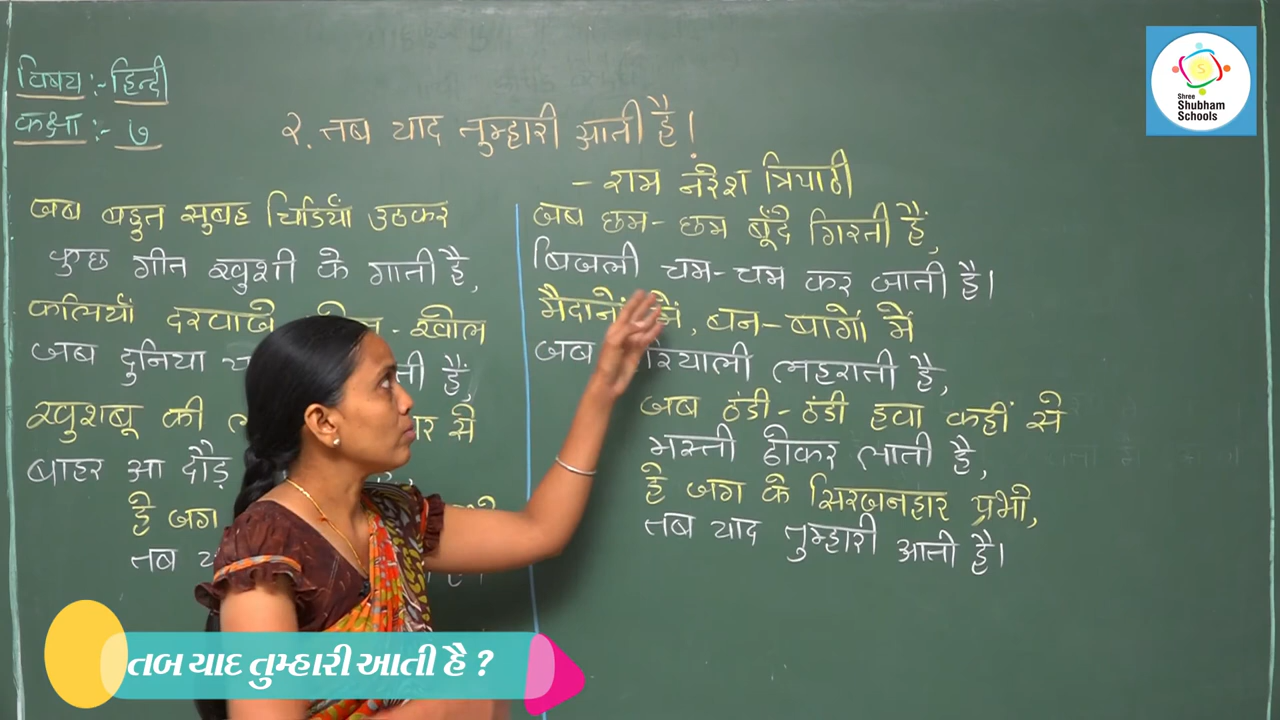 विषय :- हिन्दी
कक्षा :- ७
२. तब याद तुम्हारी आती है!
- राम नरेश त्रिपाठी
जब बहुत सुबह चिडियाँ उठकर
कुछ गीत खुशी के गाती है,
कलियाँ दरवाजे - खोल
जब दुनिया ती हैं,
खुशबू की से
बाहर आ दौड़
हे जग
तब
जब छम-छम बूँदे गिरती हैं,
बिजली चम-चम कर जाती है।
मैदानों में, बन-बागों में
जब लहराती है,
जब ठंडी-ठंडी हवा कहीं से
मस्ती ढोकर लाती है,
हे जग के सिरजनहार प्रभो,
तब याद तुम्हारी आती है।
Shree
Shubham
Schools
S
તબ યાદ તુમ્હારી આતી હૈ ?